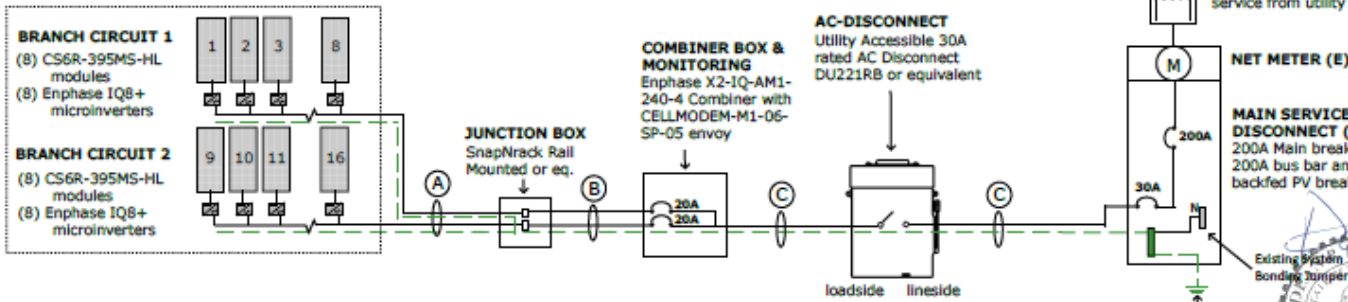 service from utility
BRANCH CIRCUIT 1
(8) CS6R-395MS-HL
modules
(8) Enphase IQ8+
microinverters
1
2
3
8
BRANCH CIRCUIT 2
(8) CS6R-395MS-HL
modules
(8) Enphase IQ8+
microinverters
9
10
11
16
A
JUNCTION BOX
SnapNrack Rail
Mounted or eq.
B
COMBINER BOX &
MONITORING
Enphase X2-IQ-AM1-
240-4 Combiner with
CELLMODEM-M1-06-
SP-05 envoy
20A
20A
C
AC-DISCONNECT
Utility Accessible 30A
rated AC Disconnect
DU221RB or equivalent
loadside lineside
C
M
200A
30A
N
NET METER (E)
MAIN SERVICE
DISCONNECT (
200A Main break
200A bus bar an
backfed PV break
Existing System
Bonding Jumper